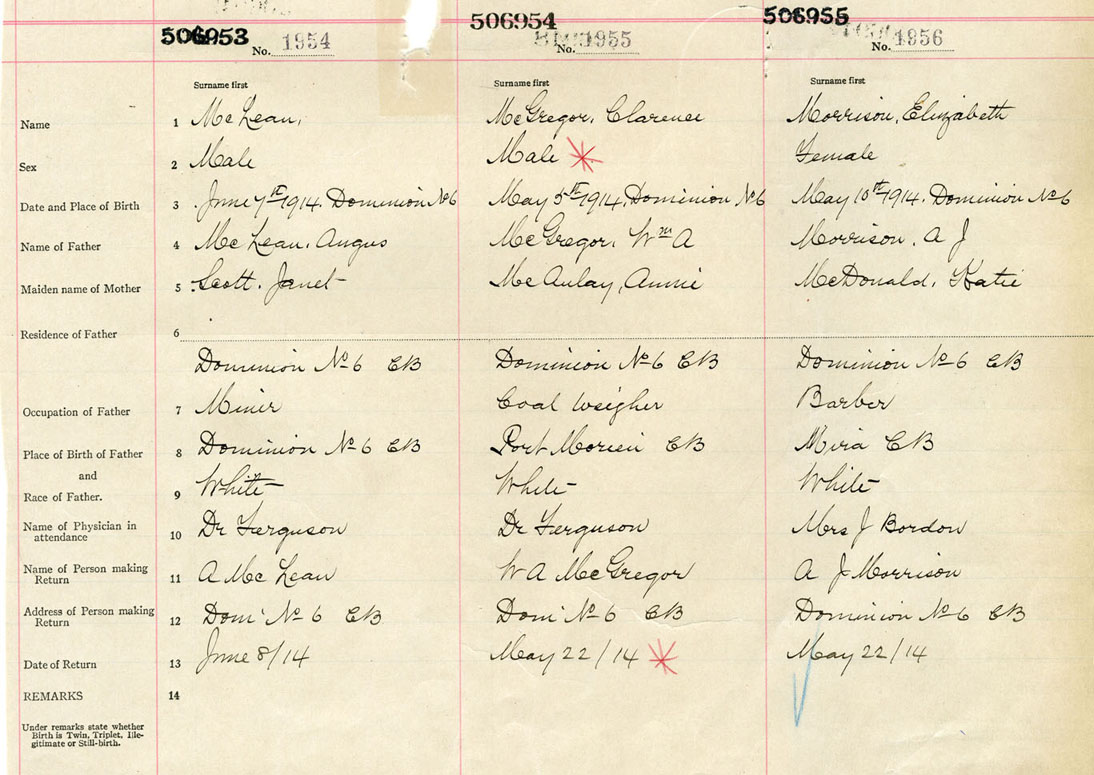 506953 506954 506955
No. 1954 No. 1955 No. 1956
Surname first Surname first Surname first
Name 1 McLean, McGregor, Clarence Morrison, Elizabeth
Sex 2 Male Male Female
Date and Place of Birth 3 June 7th 1914, Dominion No 6 May 5th 1914, Dominion No 6 May 10th 1914, Dominion No 6
Name of Father 4 McLean, Angus McGregor, Wm A Morrison, A J
Maiden name of Mother 5 Scott, Janet McAulay, Annie McDonald, Katie
Residence of Father 6
Dominion No 6 CB Dominion No 6 CB Dominion No 6 CB
Occupation of Father 7 Miner Coal Weigher Barber
Place of Birth of Father 8 Dominion No 6 CB Port Morien CB Mira CB
and
Race of Father. 9 White White White
Name of Physician in
attendance 10 Dr Ferguson Dr Ferguson Mrs J Bordon
Name of Person making
Return 11 A McLean W A McGregor A J Morrison
Address of Person making
Return 12 Dom' No 6 CB Dom' No 6 CB Dominion No 6 CB
Date of Return 13 June 8/14 May 22/14 May 22/14
REMARKS 14
Under remarks state whether
Birth is Twin, Triplet, Ille-
gitimate or Still-birth.